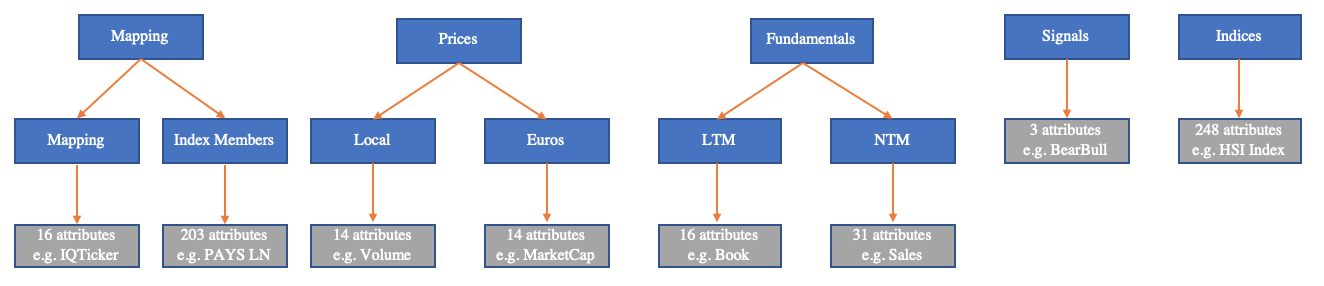 Mapping
Prices
Fundamentals
Signals
Indices
Mapping
Index Members
Local
Euros
LTM
NTM
3 attributes
e.g. BearBull
248 attributes
e.g. HSI Index
16 attributes
e.g. IQTicker
203 attributes
e.g. PAYS LN
14 attributes
e.g. Volume
14 attributes
e.g. MarketCap
16 attributes
e.g. Book
31 attributes
e.g. Sales